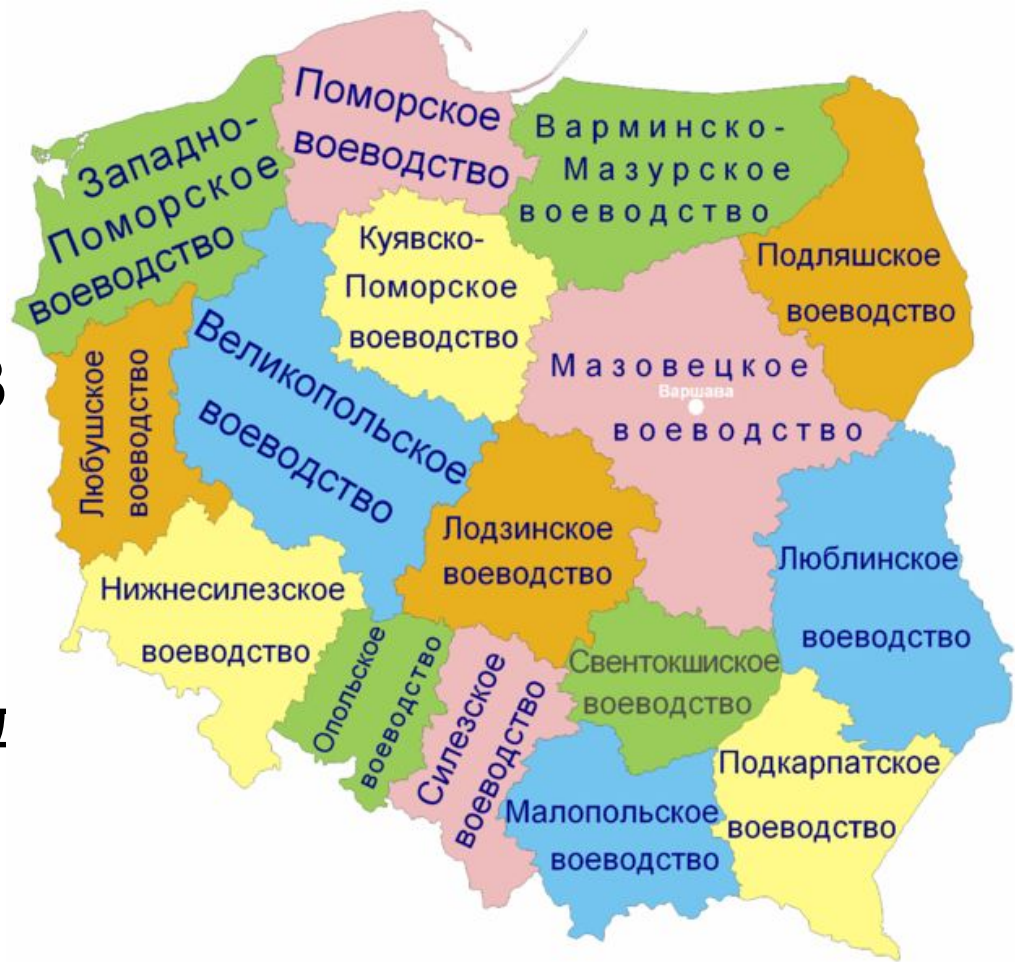 Поморское
воеводство
Западно-
Поморское
воеводство
Варминско-
Мазурское
воеводство
Куявско-
Поморское
воеводство
Подляшское
воеводство
Любушское
воеводство
Великопольское
воеводство
Мазовецкое
Варшава
воеводство
Лодзинское
воеводство
Люблинское
воеводство
Нижнесилезское
воеводство
Опольское
воеводство
Силезское
воеводство
Свентокшиское
воеводство
Малопольское
воеводство
Подкарпатское
воеводство